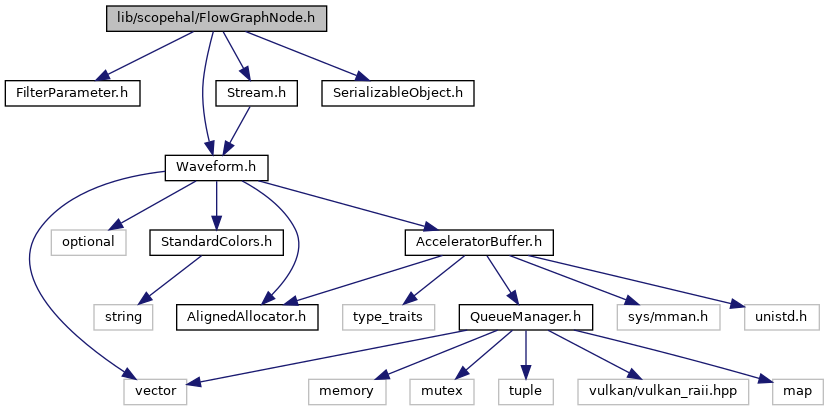 lib/scopehal/FlowGraphNode.h
FilterParameter.h
Stream.h
SerializableObject.h
Waveform.h
optional
StandardColors.h
AcceleratorBuffer.h
string
AlignedAllocator.h
type_traits
QueueManager.h
sys/mman.h
unistd.h
vector
memory
mutex
tuple
vulkan/vulkan_raii.hpp
map